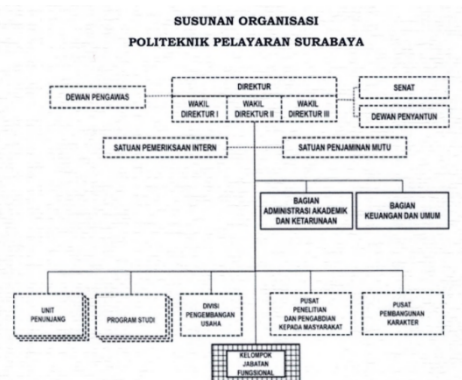 SUSUNAN ORGANISASI
POLITEKNIK PELAYARAN SURABAYA
DIREKTUR
SENAT
DEWAN PENGAWAS
WAKIL
DIREKTUR I
WAKIL
DIREKTUR II
WAKIL
DIREKTUR III
DEWAN PENYANTUN
SATUAN PEMERIKSAAN INTERN
SATUAN PENJAMINAN MUTU
BAGIAN
ADMINISTRASI AKADEMIK
DAN KETARUNAAN
BAGIAN
KEUANGAN DAN UMUM
UNIT
PENUNJANG
PROGRAM STUDI
DIVISI
PENGEMBANGAN
USAHA
PUSAT
PENELITIAN
DAN PENGABDIAN
KEPADA MASYARAKAT
PUSAT
PEMBANGUNAN
KARAKTER
KELOMPOK
JABATAN
FUNGSIONAL